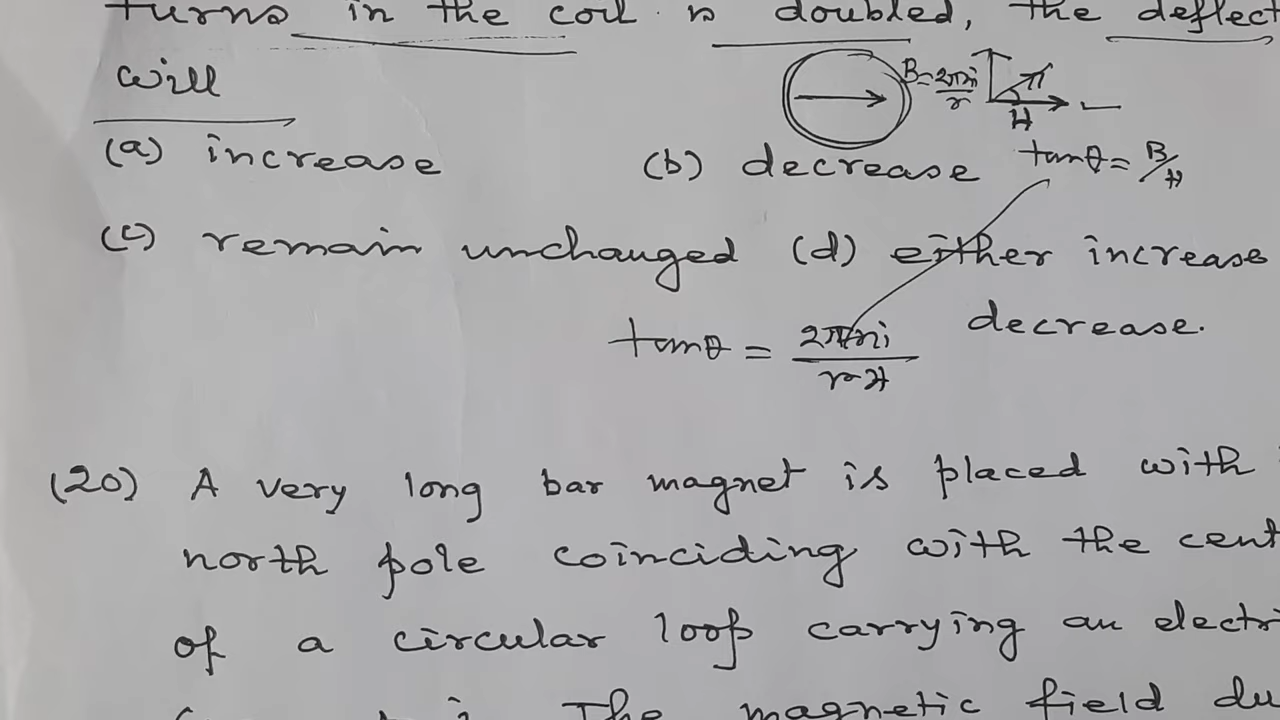 turns in the coil is doubled, the deflect
will
B = 2πni/r
H
(a) increase
(b) decrease
tanθ = B/H
(c) remain unchanged (d) either increase
decrease.
tanθ = 2πni/rH
(20) A very long bar magnet is placed with
north pole coinciding with the cent
of a circular loop carrying an electri
The magnetic field du